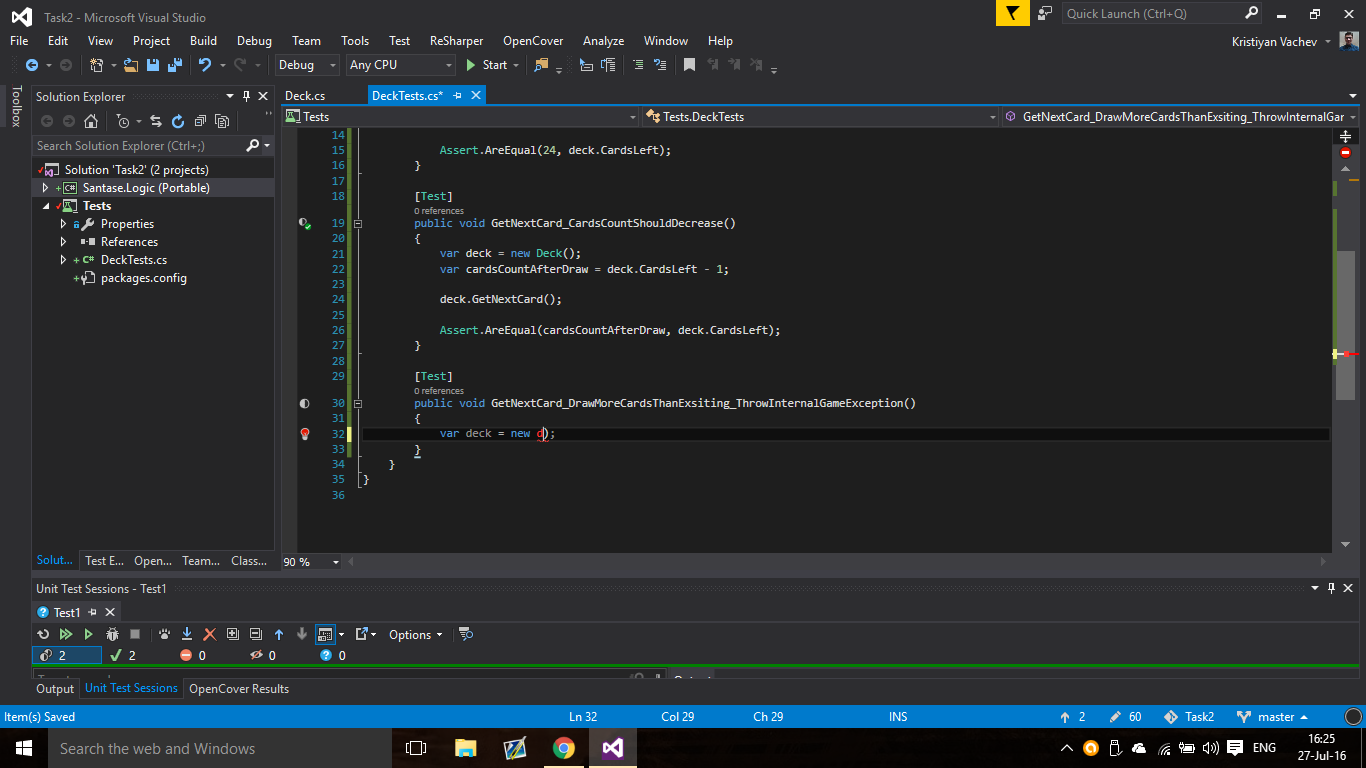 Task2 - Microsoft Visual Studio
Quick Launch (Ctrl+Q)
File Edit View Project Build Debug Team Tools Test ReSharper OpenCover Analyze Window Help
Kristiyan Vachev
Debug Any CPU Start
Toolbox
Solution Explorer
Search Solution Explorer (Ctrl+;)
Solution 'Task2' (2 projects)
C# Santase.Logic (Portable)
Tests
Properties
References
C# DeckTests.cs
packages.config
Solut... Test E... Open... Team... Class...
Deck.cs DeckTests.cs*
Tests Tests.DeckTests GetNextCard_DrawMoreCardsThanExsiting_ThrowInternalGar
14
15 Assert.AreEqual(24, deck.CardsLeft);
16 }
17
18 [Test]
0 references
19 public void GetNextCard_CardsCountShouldDecrease()
20 {
21 var deck = new Deck();
22 var cardsCountAfterDraw = deck.CardsLeft - 1;
23
24 deck.GetNextCard();
25
26 Assert.AreEqual(cardsCountAfterDraw, deck.CardsLeft);
27 }
28
29 [Test]
0 references
30 public void GetNextCard_DrawMoreCardsThanExsiting_ThrowInternalGameException()
31 {
32 var deck = new d);
33 }
34 }
35 }
36
90 %
Unit Test Sessions - Test1
Test1
Options
2 2 0 0 0
Output Unit Test Sessions OpenCover Results
Item(s) Saved Ln 32 Col 29 Ch 29 INS 2 60 Task2 master
Search the web and Windows
ENG
16:25
27-Jul-16